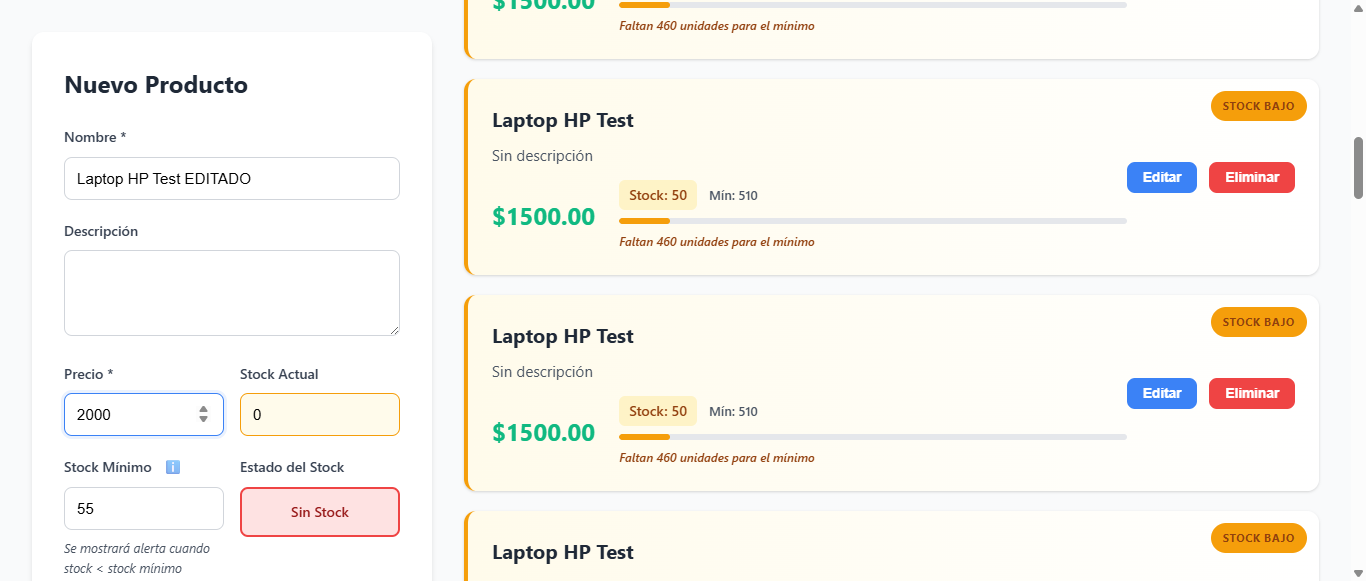 Nuevo Producto
Nombre *
Laptop HP Test EDITADO
Descripción
Precio *
Stock Actual
2000
0
Stock Mínimo i
Estado del Stock
55
Sin Stock
Se mostrará alerta cuando
stock < stock mínimo
$1500.00
Faltan 460 unidades para el mínimo
STOCK BAJO
Laptop HP Test
Sin descripción
Editar
Eliminar
Stock: 50
Mín: 510
$1500.00
Faltan 460 unidades para el mínimo
STOCK BAJO
Laptop HP Test
Sin descripción
Editar
Eliminar
Stock: 50
Mín: 510
$1500.00
Faltan 460 unidades para el mínimo
STOCK BAJO
Laptop HP Test